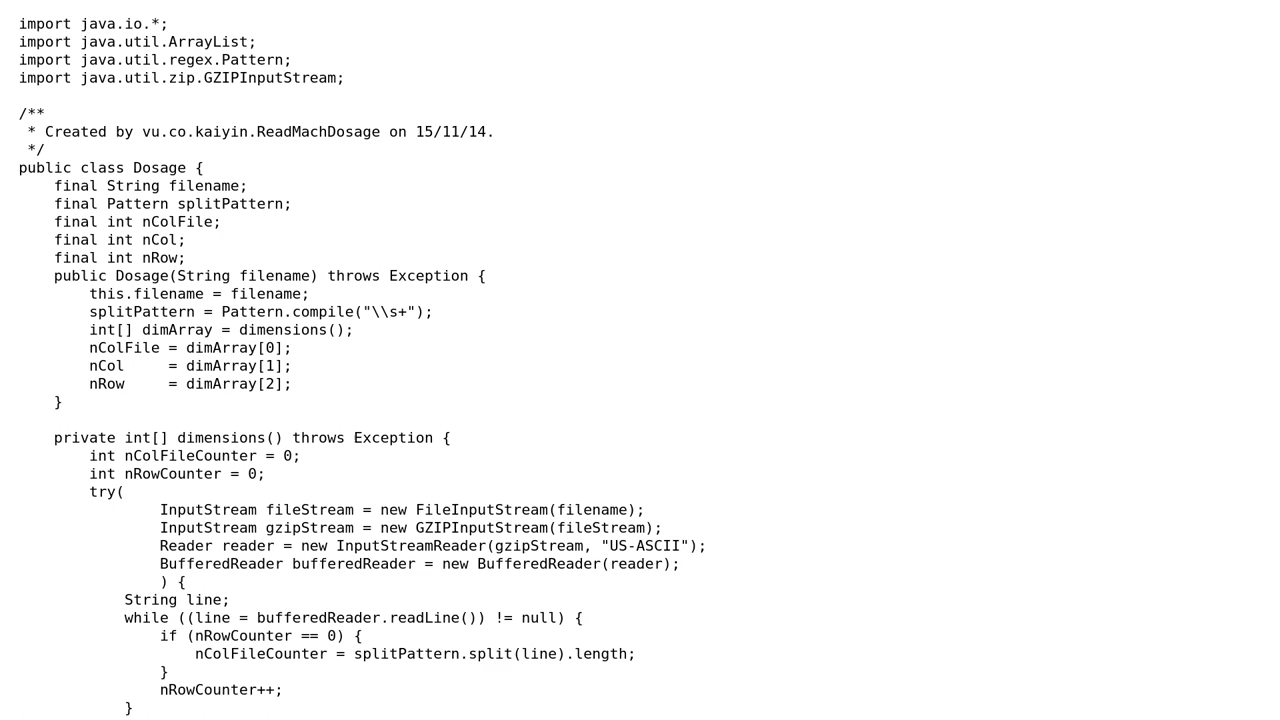 import java.io.*;
import java.util.ArrayList;
import java.util.regex.Pattern;
import java.util.zip.GZIPInputStream;

/**
 * Created by vu.co.kaiyin.ReadMachDosage on 15/11/14.
 */
public class Dosage {
    final String filename;
    final Pattern splitPattern;
    final int nColFile;
    final int nCol;
    final int nRow;
    public Dosage(String filename) throws Exception {
        this.filename = filename;
        splitPattern = Pattern.compile("\\s+");
        int[] dimArray = dimensions();
        nColFile = dimArray[0];
        nCol     = dimArray[1];
        nRow     = dimArray[2];
    }

    private int[] dimensions() throws Exception {
        int nColFileCounter = 0;
        int nRowCounter = 0;
        try(
                InputStream fileStream = new FileInputStream(filename);
                InputStream gzipStream = new GZIPInputStream(fileStream);
                Reader reader = new InputStreamReader(gzipStream, "US-ASCII");
                BufferedReader bufferedReader = new BufferedReader(reader);
                ) {
            String line;
            while ((line = bufferedReader.readLine()) != null) {
                if (nRowCounter == 0) {
                    nColFileCounter = splitPattern.split(line).length;
                }
                nRowCounter++;
            }